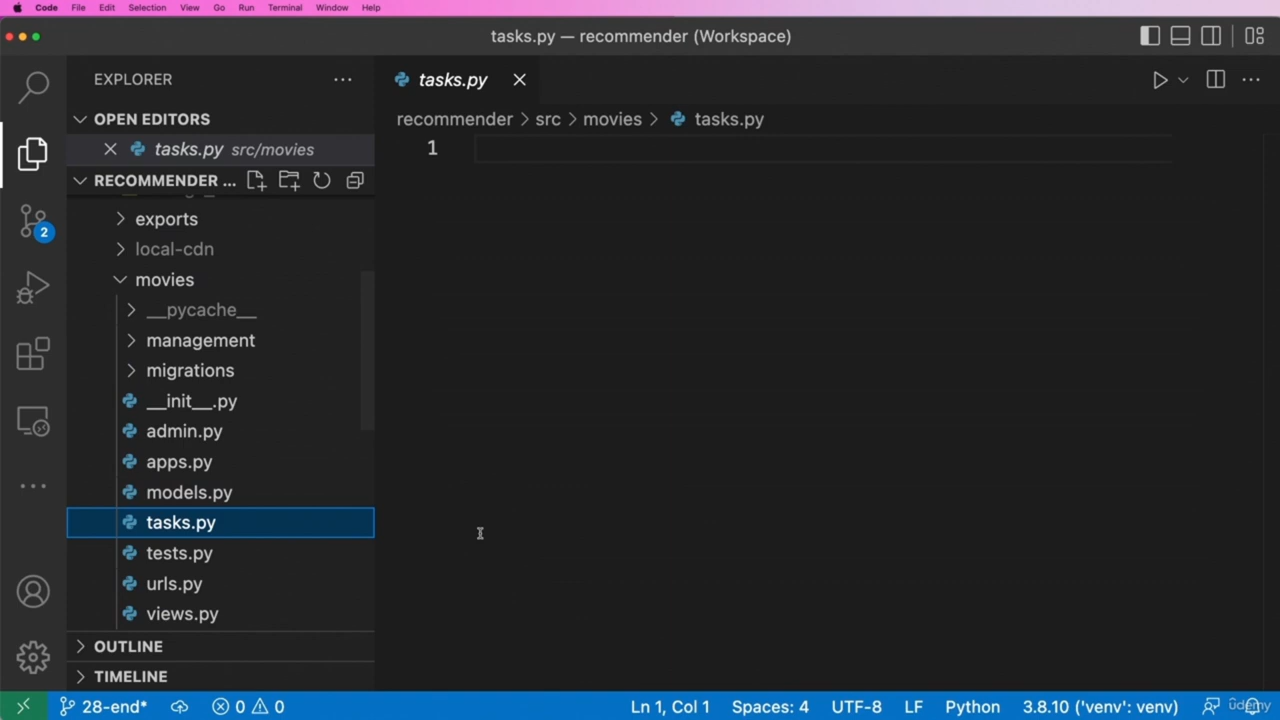 Code File Edit Selection View Go Run Terminal Window Help
tasks.py — recommender (Workspace)
EXPLORER
tasks.py
OPEN EDITORS
recommender > src > movies > tasks.py
tasks.py src/movies
1
RECOMMENDER ...
exports
local-cdn
movies
__pycache__
management
migrations
__init__.py
admin.py
apps.py
models.py
tasks.py
tests.py
urls.py
views.py
OUTLINE
TIMELINE
2
28-end* 0 0 Ln 1, Col 1 Spaces: 4 UTF-8 LF Python 3.8.10 ('venv': venv)
udemy